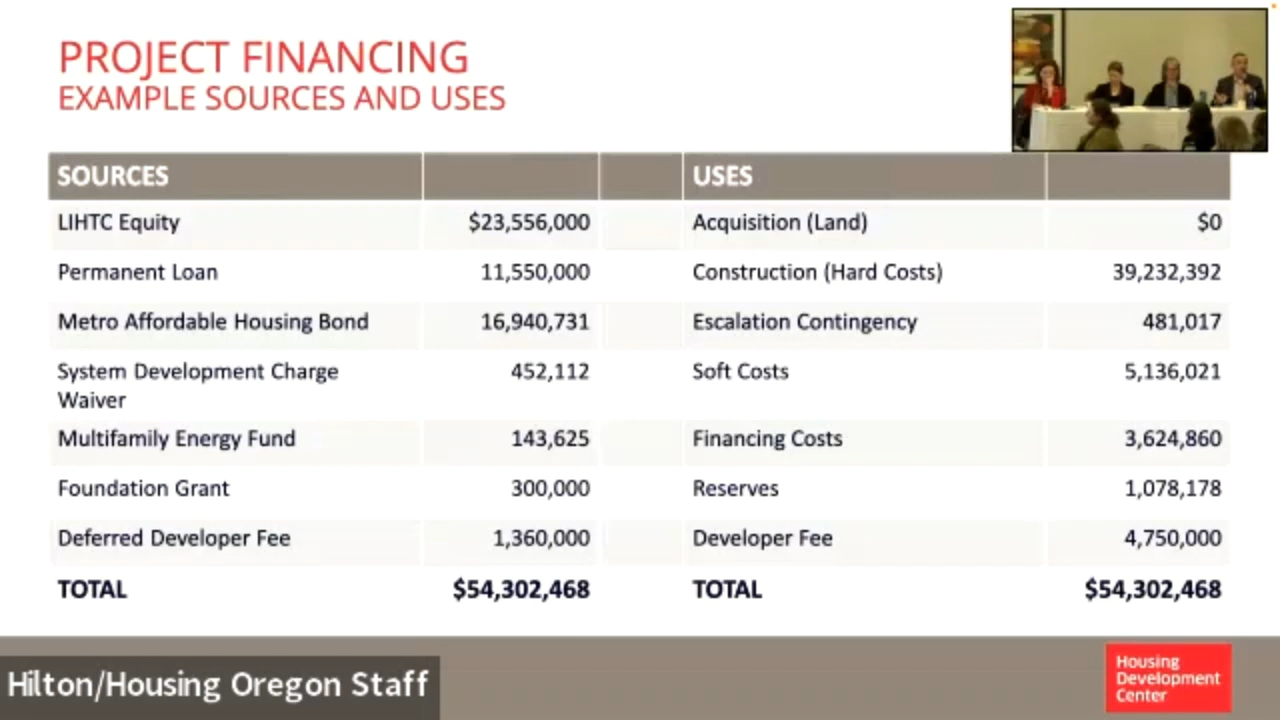 PROJECT FINANCING
EXAMPLE SOURCES AND USES
SOURCES USES
LIHTC Equity $23,556,000 Acquisition (Land) $0
Permanent Loan 11,550,000 Construction (Hard Costs) 39,232,392
Metro Affordable Housing Bond 16,940,731 Escalation Contingency 481,017
System Development Charge 452,112 Soft Costs 5,136,021
Waiver
Multifamily Energy Fund 143,625 Financing Costs 3,624,860
Foundation Grant 300,000 Reserves 1,078,178
Deferred Developer Fee 1,360,000 Developer Fee 4,750,000
TOTAL $54,302,468 TOTAL $54,302,468
Hilton/Housing Oregon Staff
Housing
Development
Center